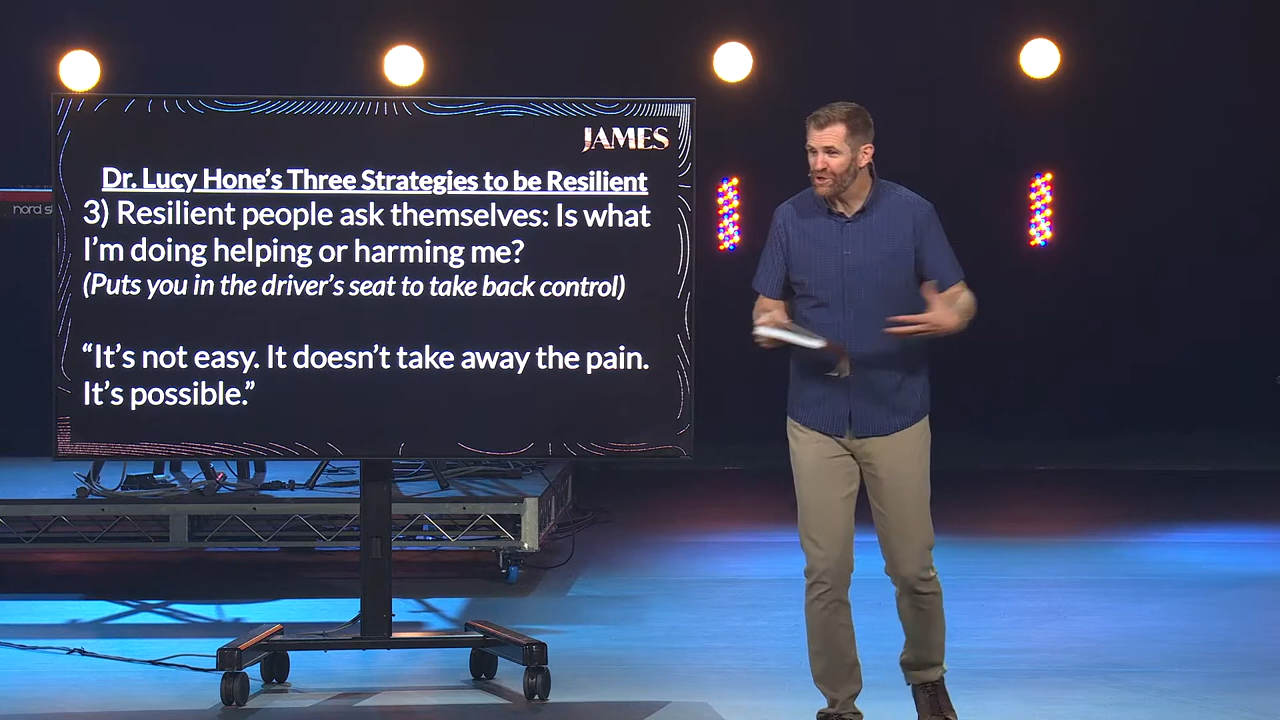 JAMES
Dr. Lucy Hone’s Three Strategies to be Resilient
3) Resilient people ask themselves: Is what
I’m doing helping or harming me?
(Puts you in the driver’s seat to take back control)
“It’s not easy. It doesn’t take away the pain.
It’s possible.”
nord